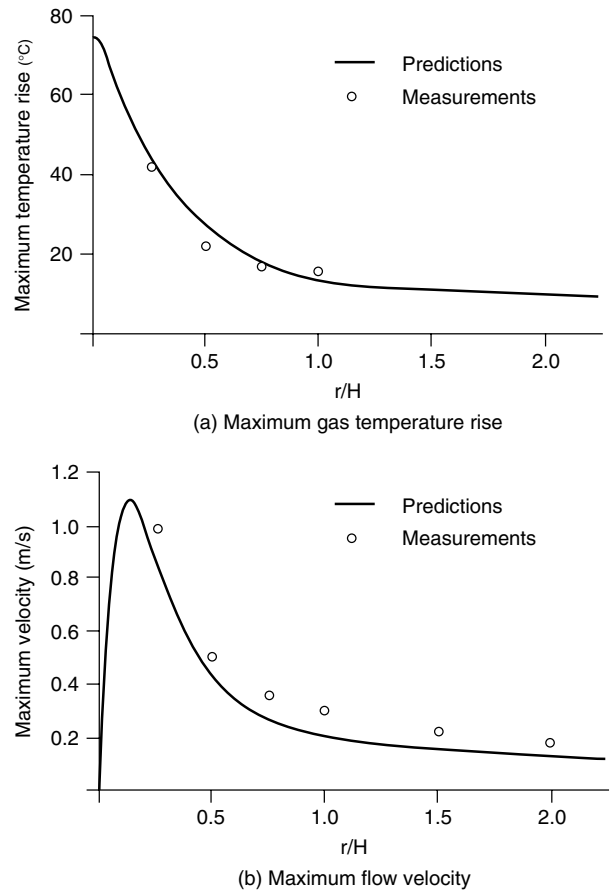 80
60
40
20
Maximum temperature rise (°C)
Predictions
Measurements
0.5 1.0 1.5 2.0
r/H
(a) Maximum gas temperature rise
1.2
1.0
0.8
0.6
0.4
0.2
Maximum velocity (m/s)
Predictions
Measurements
0.5 1.0 1.5 2.0
r/H
(b) Maximum flow velocity